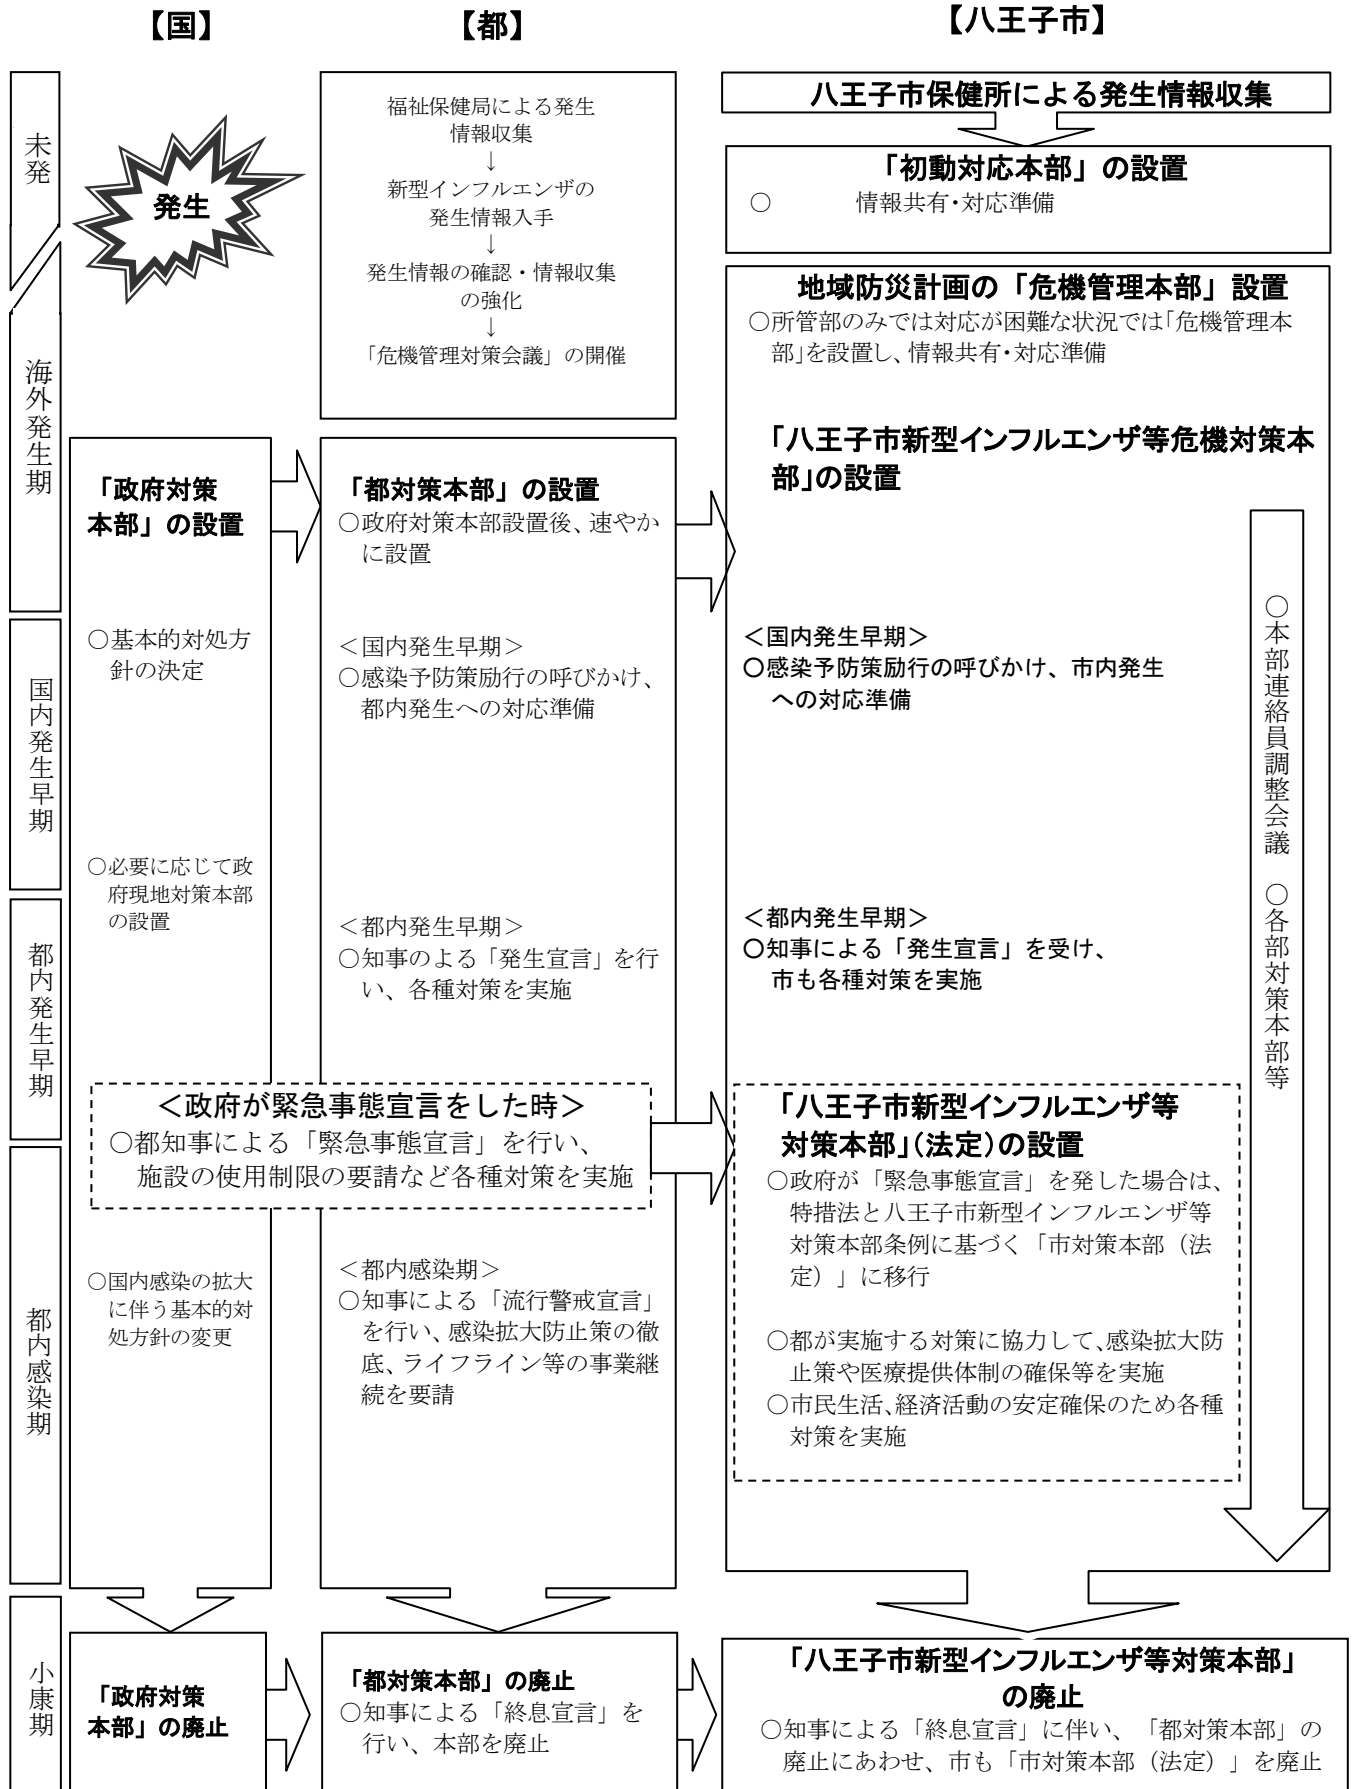 【国】
【都】
【八王子市】
未発
海外発生期
国内発生早期
都内発生早期
都内感染期
小康期
発生
「政府対策
本部」の設置
○基本的対処方
針の決定
○必要に応じて政
府現地対策本部
の設置
○国内感染の拡大
に伴う基本的対
処方針の変更
「政府対策
本部」の廃止
福祉保健局による発生
情報収集
↓
新型インフルエンザの
発生情報入手
↓
発生情報の確認・情報収集
の強化
↓
「危機管理対策会議」の開催
「都対策本部」の設置
○政府対策本部設置後、速やか
に設置
＜国内発生早期＞
○感染予防策励行の呼びかけ、
都内発生への対応準備
＜都内発生早期＞
○知事のよる「発生宣言」を行
い、各種対策を実施
＜政府が緊急事態宣言をした時＞
○都知事による「緊急事態宣言」を行い、
施設の使用制限の要請など各種対策を実施
＜都内感染期＞
○知事による「流行警戒宣言」
を行い、感染拡大防止策の徹
底、ライフライン等の事業継
続を要請
「都対策本部」の廃止
○知事による「終息宣言」を
行い、本部を廃止
八王子市保健所による発生情報収集
「初動対応本部」の設置
○ 情報共有・対応準備
地域防災計画の「危機管理本部」設置
○所管部のみでは対応が困難な状況では「危機管理本
部」を設置し、情報共有・対応準備
「八王子市新型インフルエンザ等危機対策本
部」の設置
＜国内発生早期＞
○感染予防策励行の呼びかけ、市内発生
への対応準備
＜都内発生早期＞
○知事による「発生宣言」を受け、
市も各種対策を実施
「八王子市新型インフルエンザ等
対策本部」（法定）の設置
○政府が「緊急事態宣言」を発した場合は、
特措法と八王子市新型インフルエンザ等
対策本部条例に基づく「市対策本部（法
定）」に移行
○都が実施する対策に協力して、感染拡大防
止策や医療提供体制の確保等を実施
○市民生活、経済活動の安定確保のため各種
対策を実施
○本部連絡員調整会議 ○各部対策本部等
「八王子市新型インフルエンザ等対策本部」
の廃止
○知事による「終息宣言」に伴い、「都対策本部」の
廃止にあわせ、市も「市対策本部（法定）」を廃止